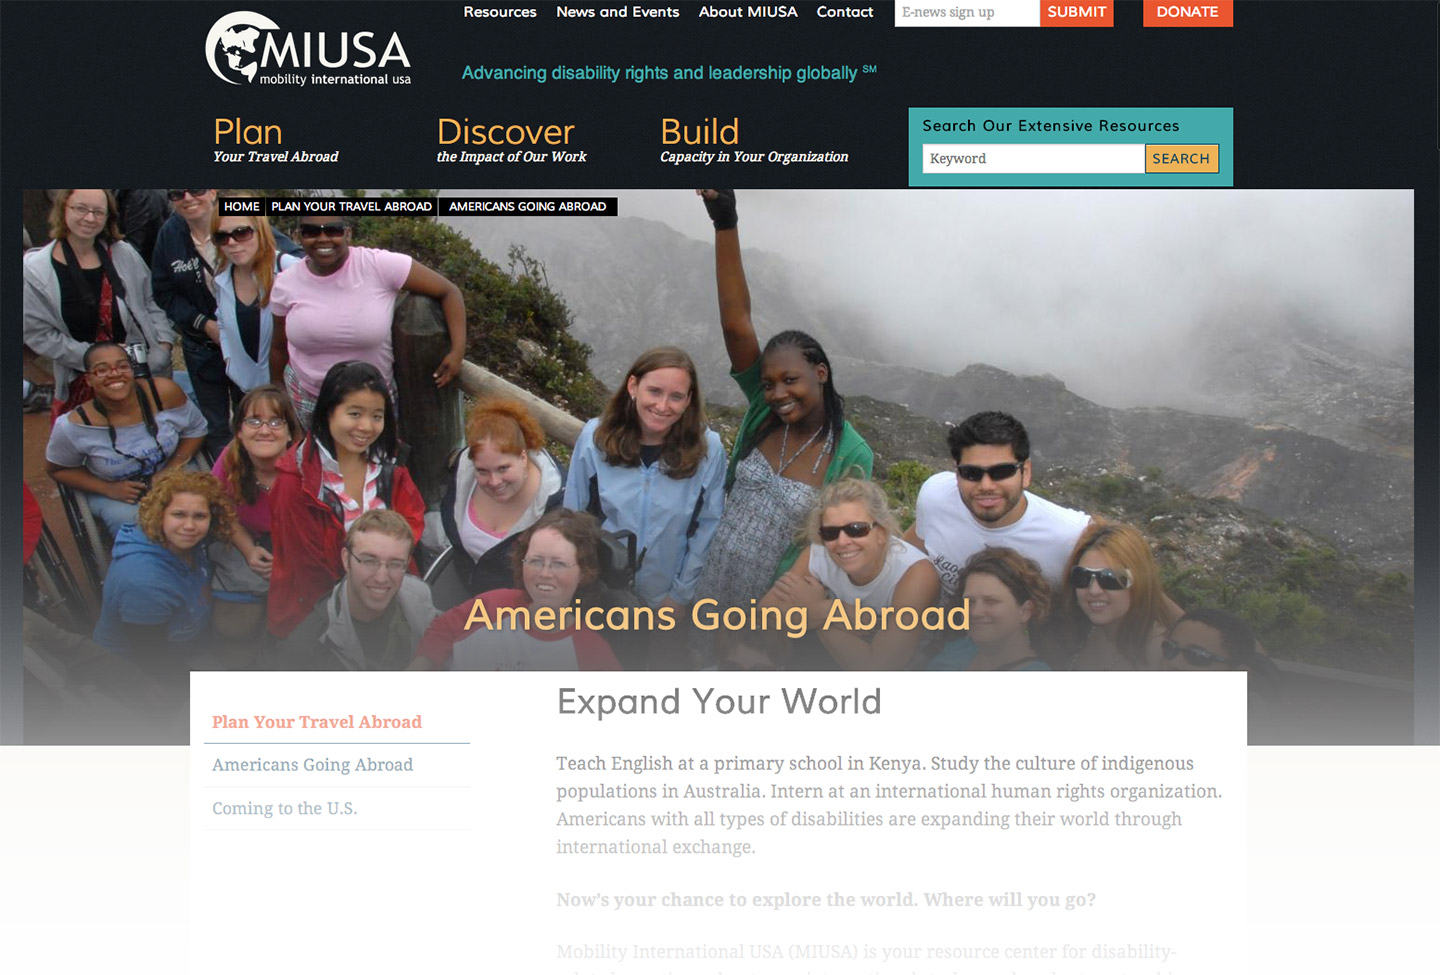 Resources News and Events About MIUSA Contact E-news sign up SUBMIT DONATE
MIUSA
mobility international usa
Advancing disability rights and leadership globally ℠
Plan
Your Travel Abroad
Discover
the Impact of Our Work
Build
Capacity in Your Organization
Search Our Extensive Resources
Keyword SEARCH
HOME PLAN YOUR TRAVEL ABROAD AMERICANS GOING ABROAD
Americans Going Abroad
Plan Your Travel Abroad
Americans Going Abroad
Coming to the U.S.
Expand Your World
Teach English at a primary school in Kenya. Study the culture of indigenous
populations in Australia. Intern at an international human rights organization.
Americans with all types of disabilities are expanding their world through
international exchange.
Now’s your chance to explore the world. Where will you go?
Mobility International USA (MIUSA) is your resource center for disability-